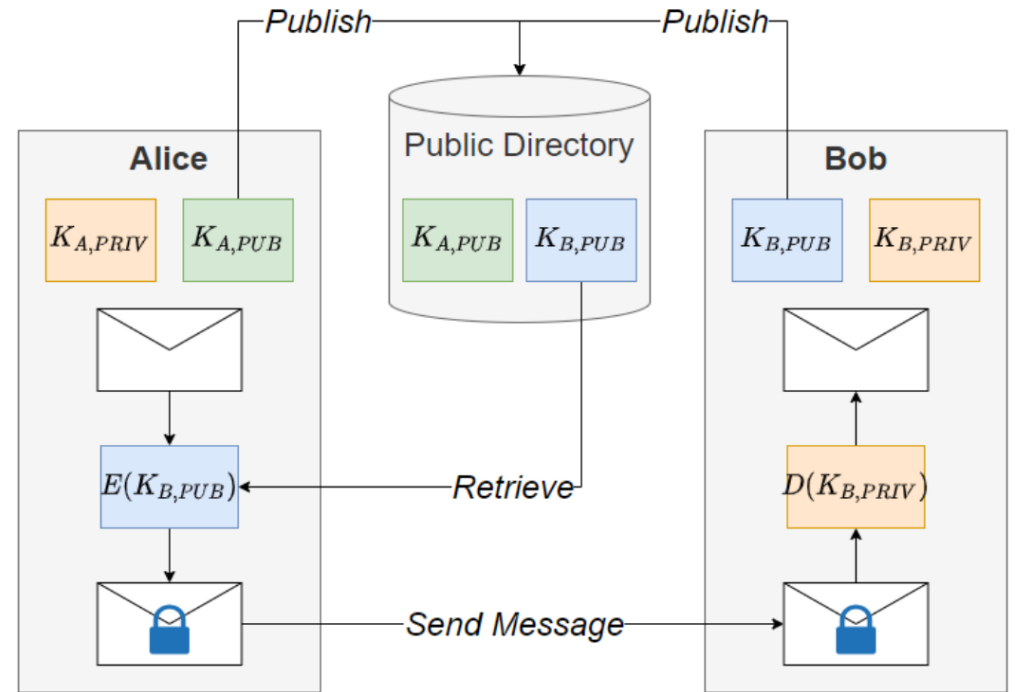 Publish
Publish
Public Directory
Alice
Bob
K_{A,PRIV}
K_{A,PUB}
K_{A,PUB}
K_{B,PUB}
K_{B,PUB}
K_{B,PRIV}
E(K_{B,PUB})
Retrieve
D(K_{B,PRIV})
Send Message